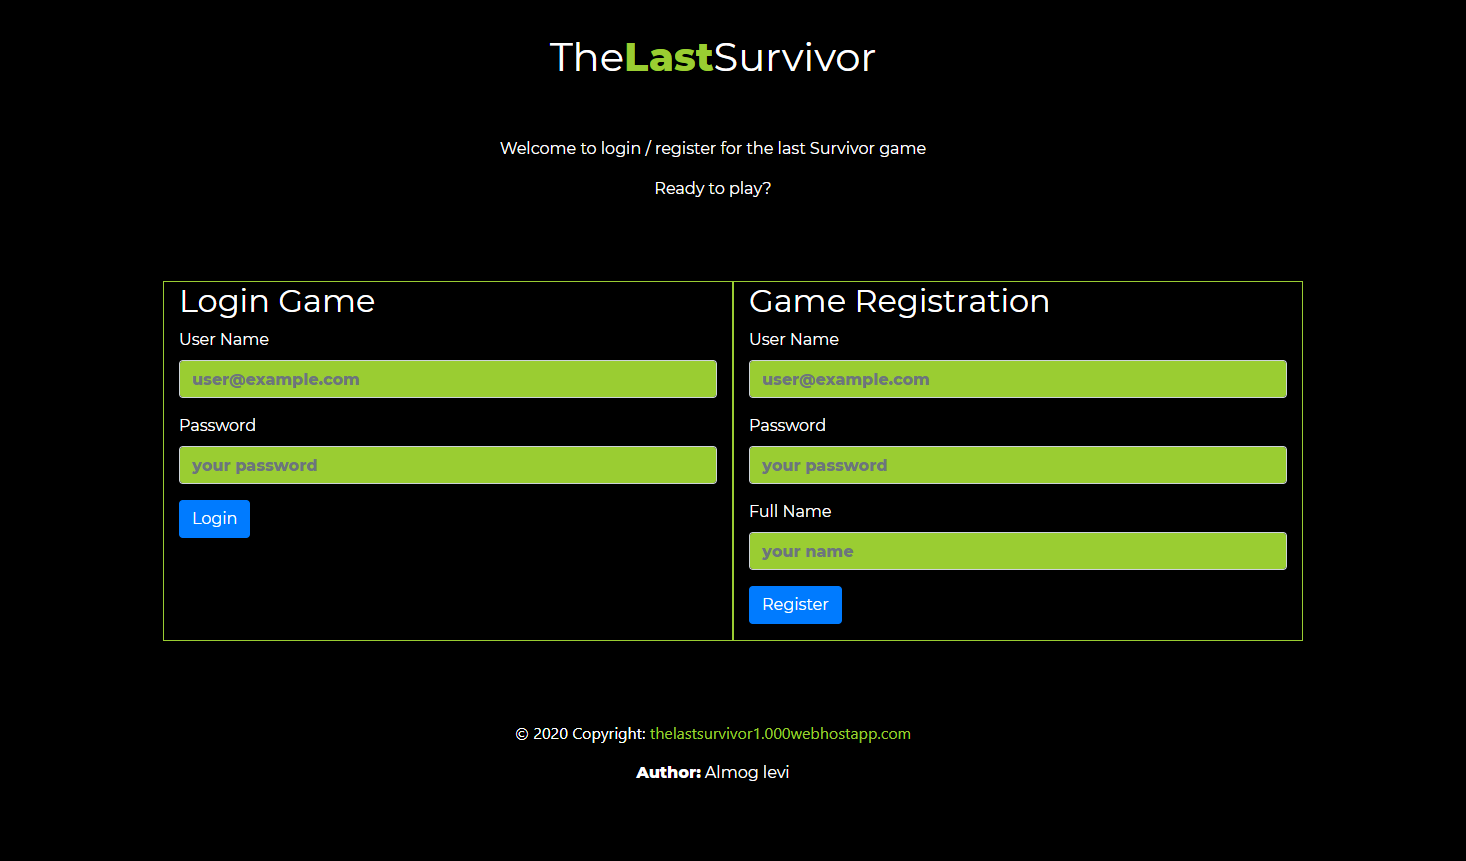 TheLastSurvivor
Welcome to login / register for the last Survivor game
Ready to play?
Login Game
User Name
user@example.com
Password
your password
Login
Game Registration
User Name
user@example.com
Password
your password
Full Name
your name
Register
© 2020 Copyright: thelastsurvivor1.000webhostapp.com
Author: Almog levi